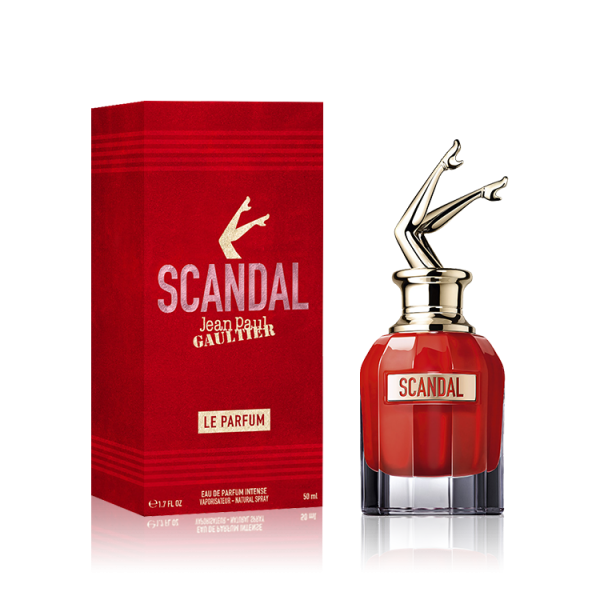 SCANDAL
Jean Paul
GAULTIER
LE PARFUM
EAU DE PARFUM INTENSE
VAPORISATEUR - NATURAL SPRAY
℮1.7 FL OZ
50 ml
SCANDAL